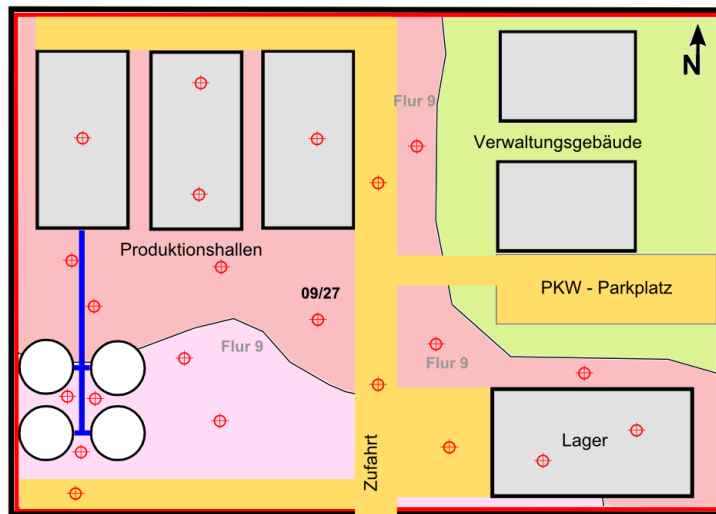 N
Flur 9
Verwaltungsgebäude
Produktionshallen
09/27
PKW - Parkplatz
Flur 9
Flur 9
Zufahrt
Lager